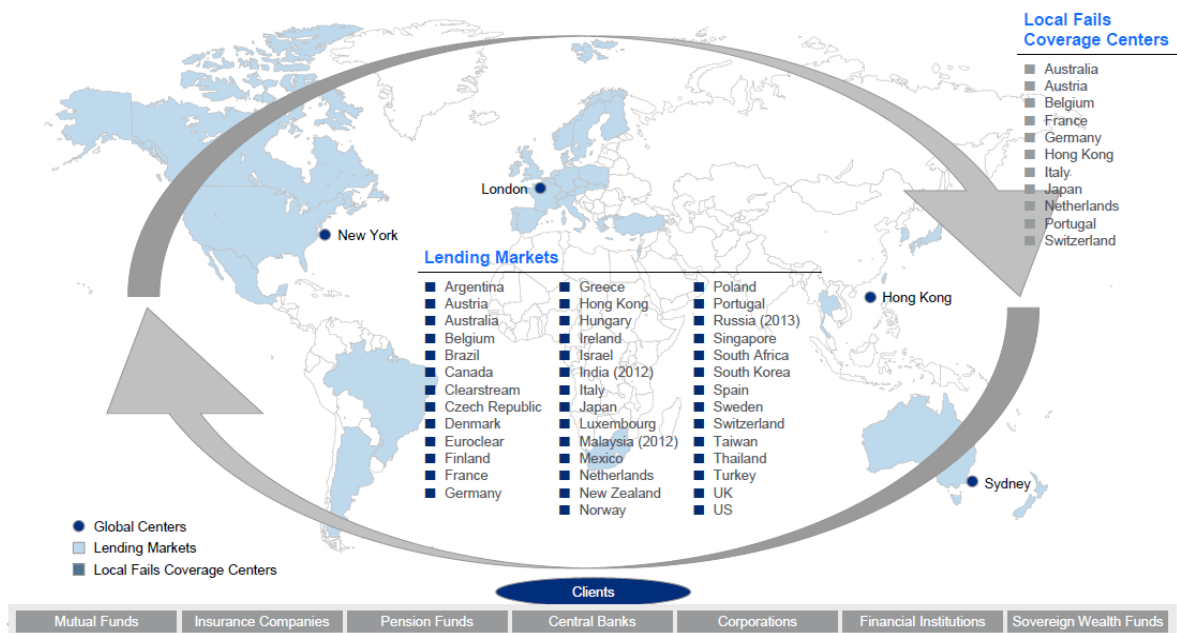 Local Fails
Coverage Centers
Australia
Austria
Belgium
France
Germany
Hong Kong
Italy.
Japan
Netherlands
Portugal
Switzerland
London
New York
Hong Kong
Sydney
Lending Markets
Argentina
Austria
Australia
Belgium
Brazil
Canada
Clearstream
Czech Republic
Denmark
Euroclear
Finland
France
Germany
Greece
Hong Kong
Hungary
Ireland
Israel
India (2012)
Italy
Japan
Luxembourg
Malaysia (2012)
Mexico
Netherlands
New Zealand
Norway
Poland
Portugal
Russia (2013)
Singapore
South Africa
South Korea
Spain
Sweden
Switzerland
Taiwan
Thailand
Turkey
UK
US
Global Centers
Lending Markets
Local Fails Coverage Centers
Clients
Mutual Funds
Insurance Companies
Pension Funds
Central Banks
Corporations
Financial Institutions
Sovereign Wealth Funds